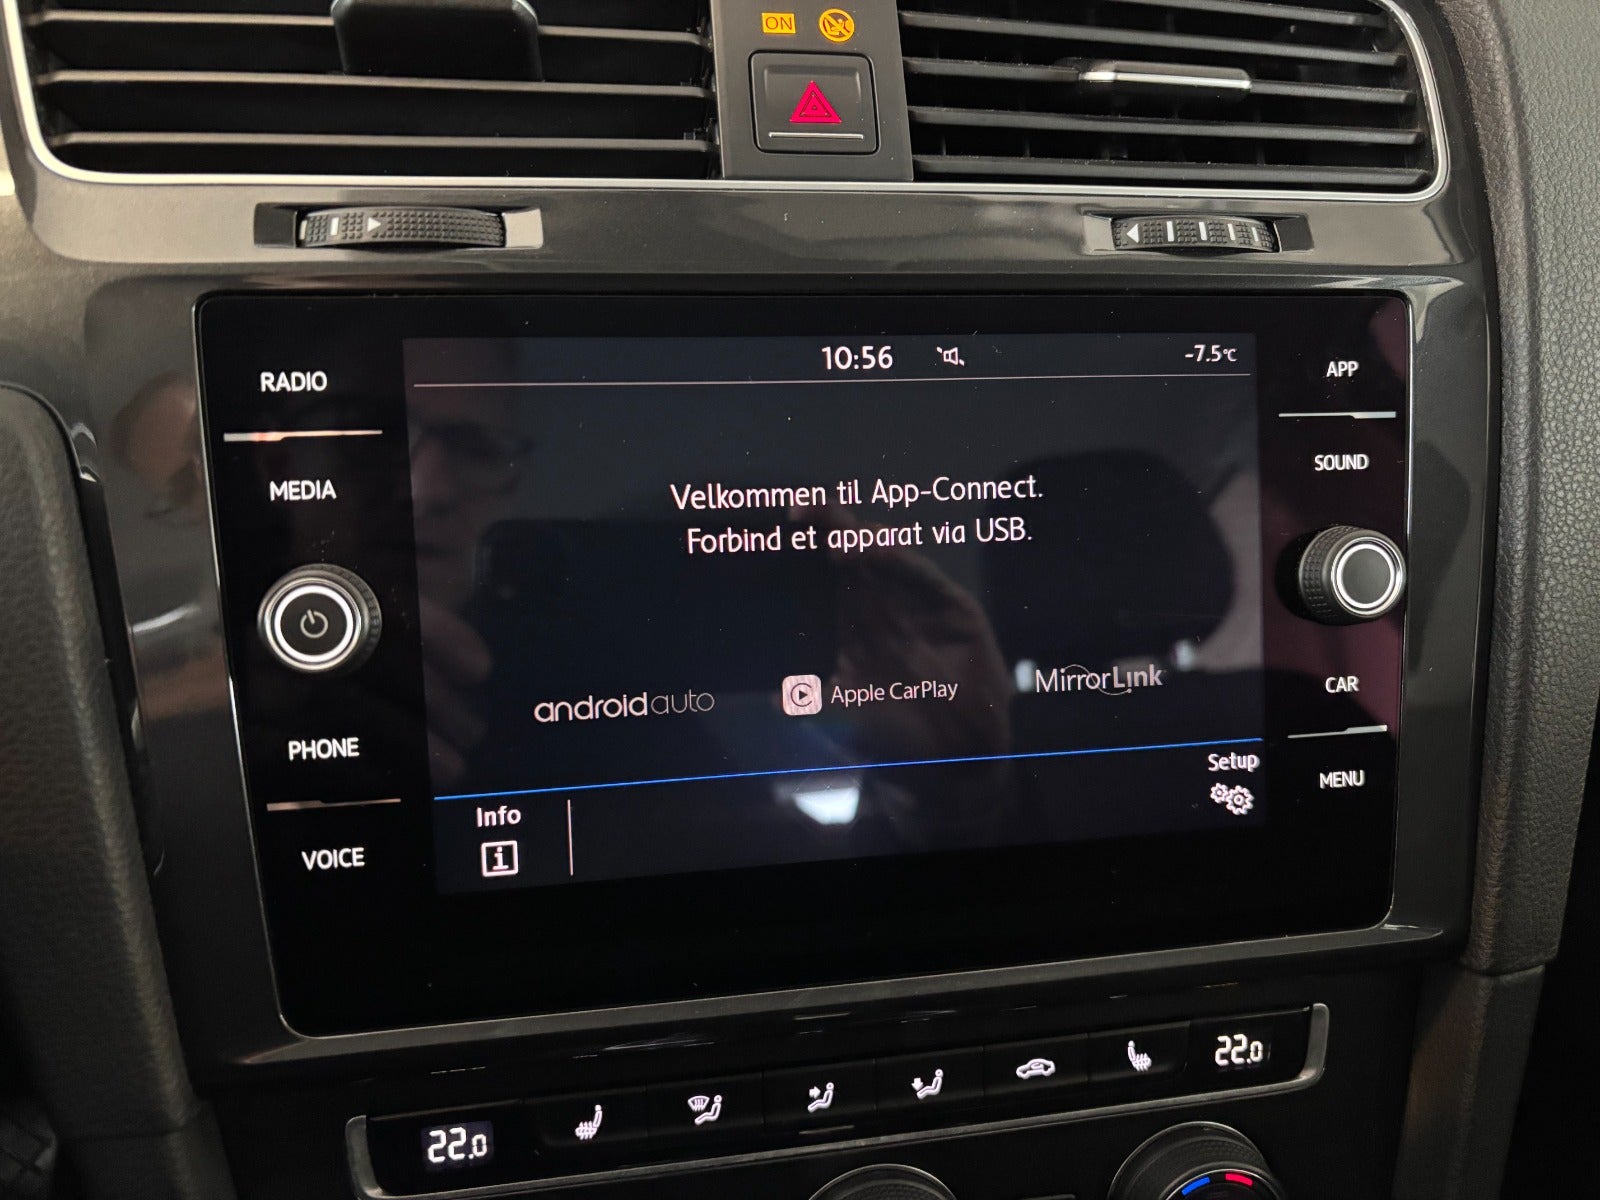 ON
RADIO
MEDIA
PHONE
VOICE
10:56
-7.5°C
Velkommen til App-Connect.
Forbind et apparat via USB.
androidauto
Apple CarPlay
MirrorLink
Info
i
Setup
APP
SOUND
CAR
MENU
22.0
22.0